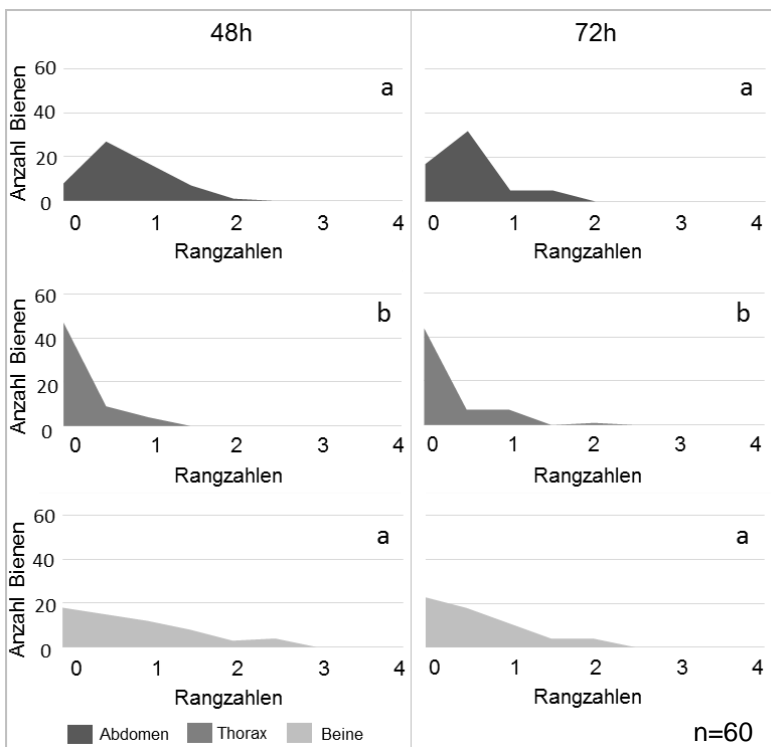 48h 72h
60
40
20
0
Anzahl Bienen
a
0 1 2 3 4
Rangzahlen
a
0 1 2 3 4
Rangzahlen
60
40
20
0
Anzahl Bienen
b
0 1 2 3 4
Rangzahlen
b
0 1 2 3 4
Rangzahlen
60
40
20
0
Anzahl Bienen
a
0 1 2 3 4
Rangzahlen
a
0 1 2 3 4
Rangzahlen
Abdomen Thorax Beine
n=60